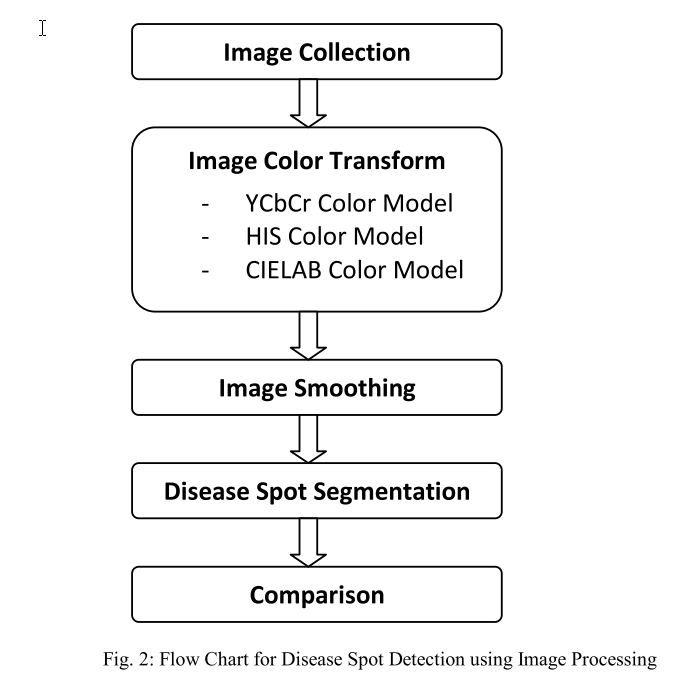 Image Collection
Image Color Transform
- YCbCr Color Model
- HIS Color Model
- CIELAB Color Model
Image Smoothing
Disease Spot Segmentation
Comparison
Fig. 2: Flow Chart for Disease Spot Detection using Image Processing